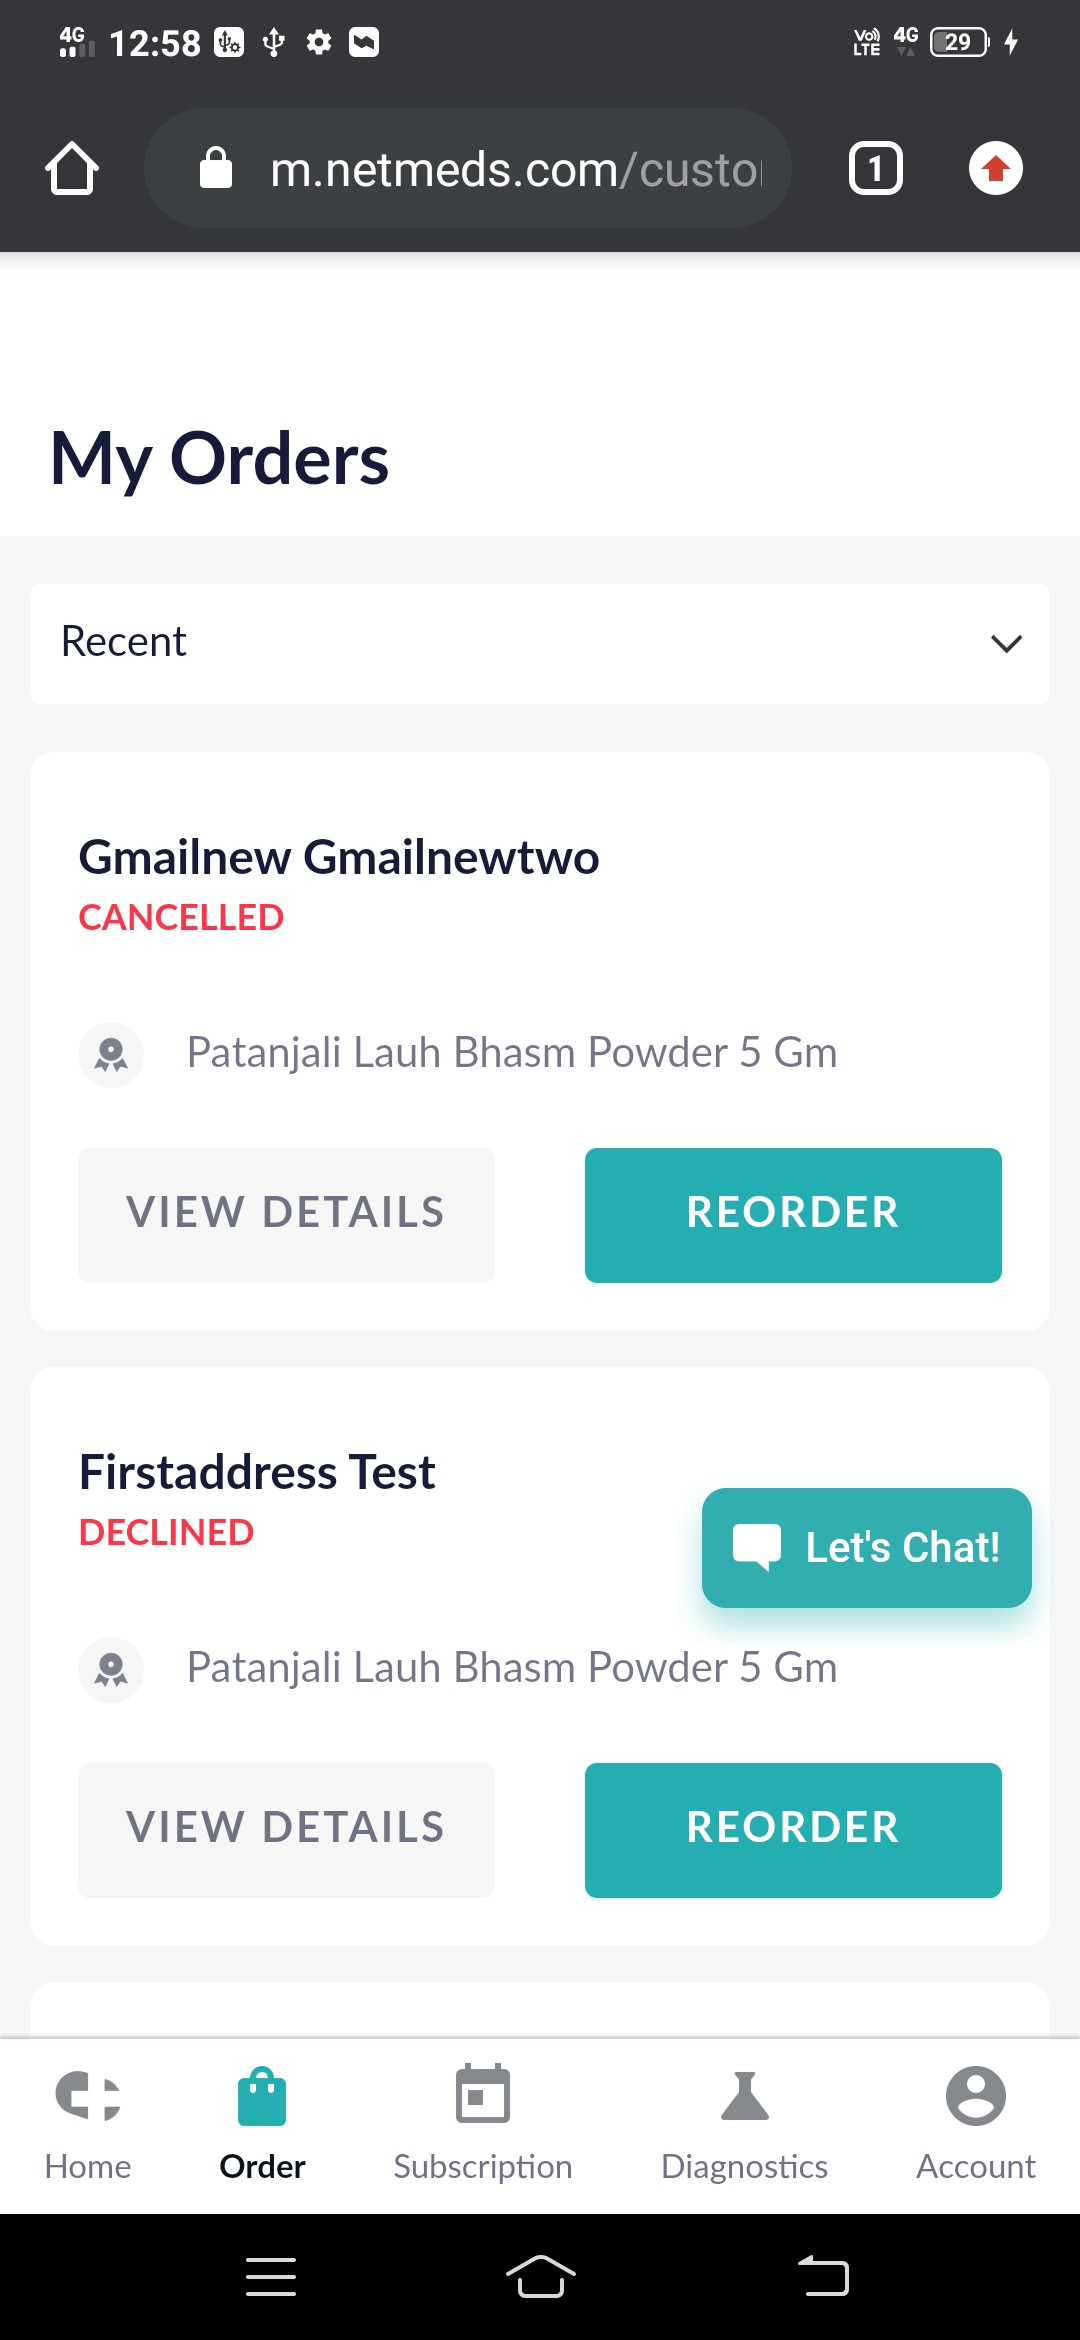 4G 12:58 Vo) LTE 4G 29
m.netmeds.com/custo
1
My Orders
Recent
Gmailnew Gmailnewtwo
CANCELLED
Patanjali Lauh Bhasm Powder 5 Gm
VIEW DETAILS REORDER
Firstaddress Test
DECLINED
Let's Chat!
Patanjali Lauh Bhasm Powder 5 Gm
VIEW DETAILS REORDER
Home Order Subscription Diagnostics Account